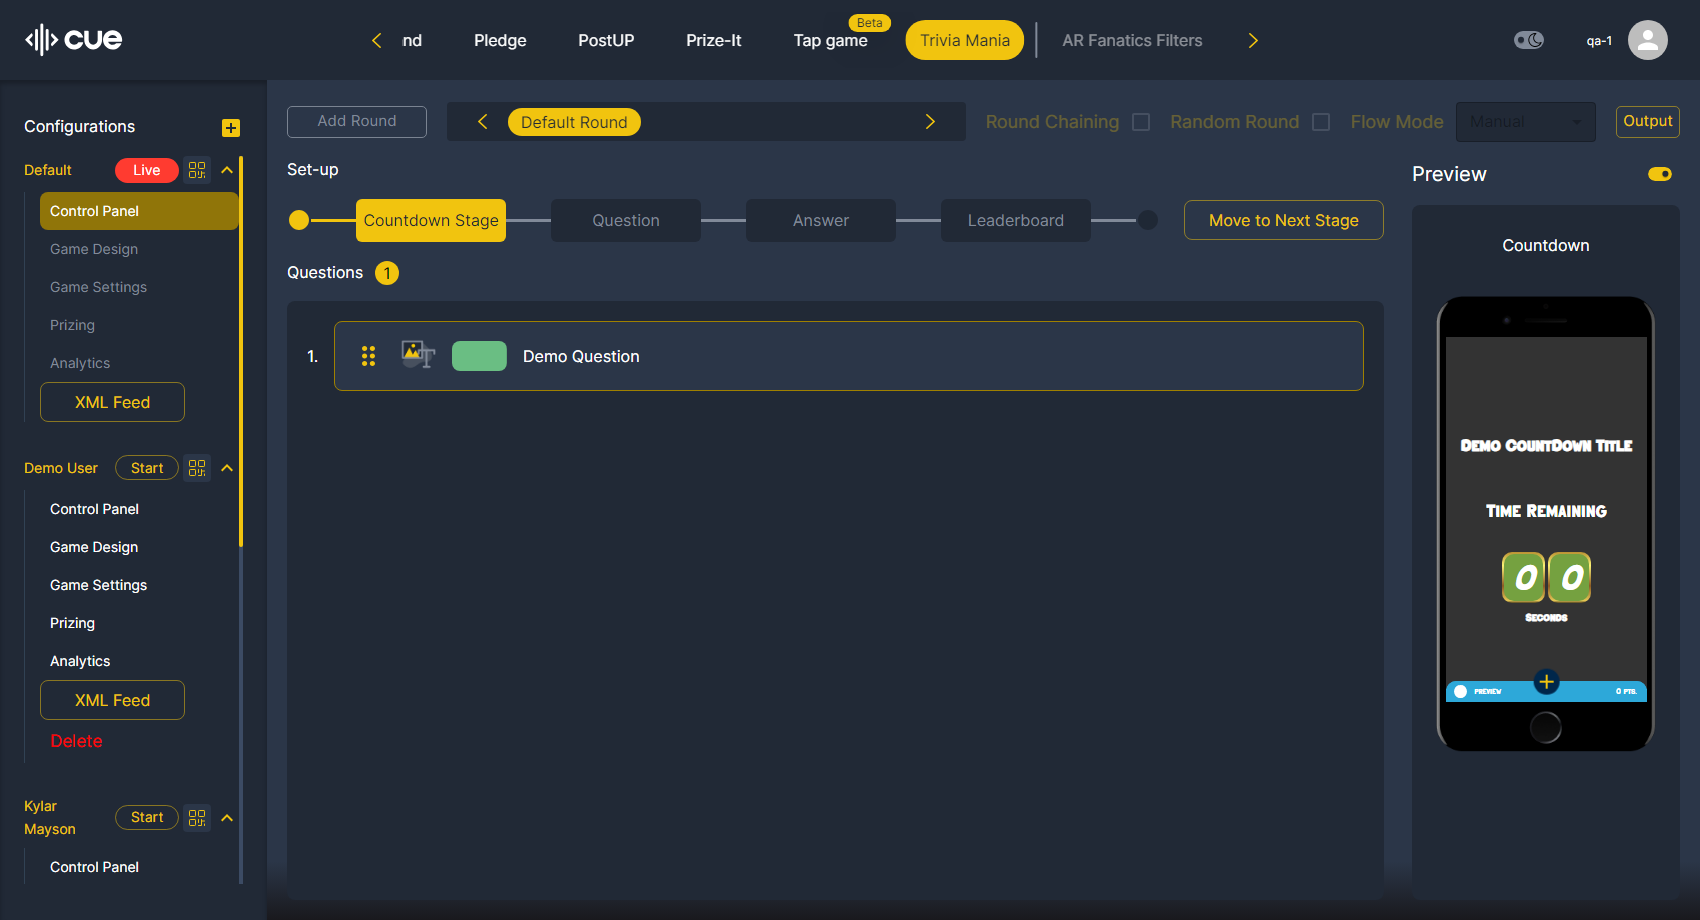 cue
nd
Pledge
PostUP
Prize-It
Tap game
Beta
Trivia Mania
AR Fanatics Filters
qa-1
Configurations
Default
Live
Control Panel
Game Design
Game Settings
Prizing
Analytics
XML Feed
Demo User
Start
Control Panel
Game Design
Game Settings
Prizing
Analytics
XML Feed
Delete
Kylar
Mayson
Start
Control Panel
Add Round
Default Round
Round Chaining
Random Round
Flow Mode
Manual
Output
Set-up
Countdown Stage
Question
Answer
Leaderboard
Move to Next Stage
Questions 1
1. Demo Question
Preview
Countdown
Demo CountDown Title
Time Remaining
0 0
Seconds
PREVIEW
0 PTS.